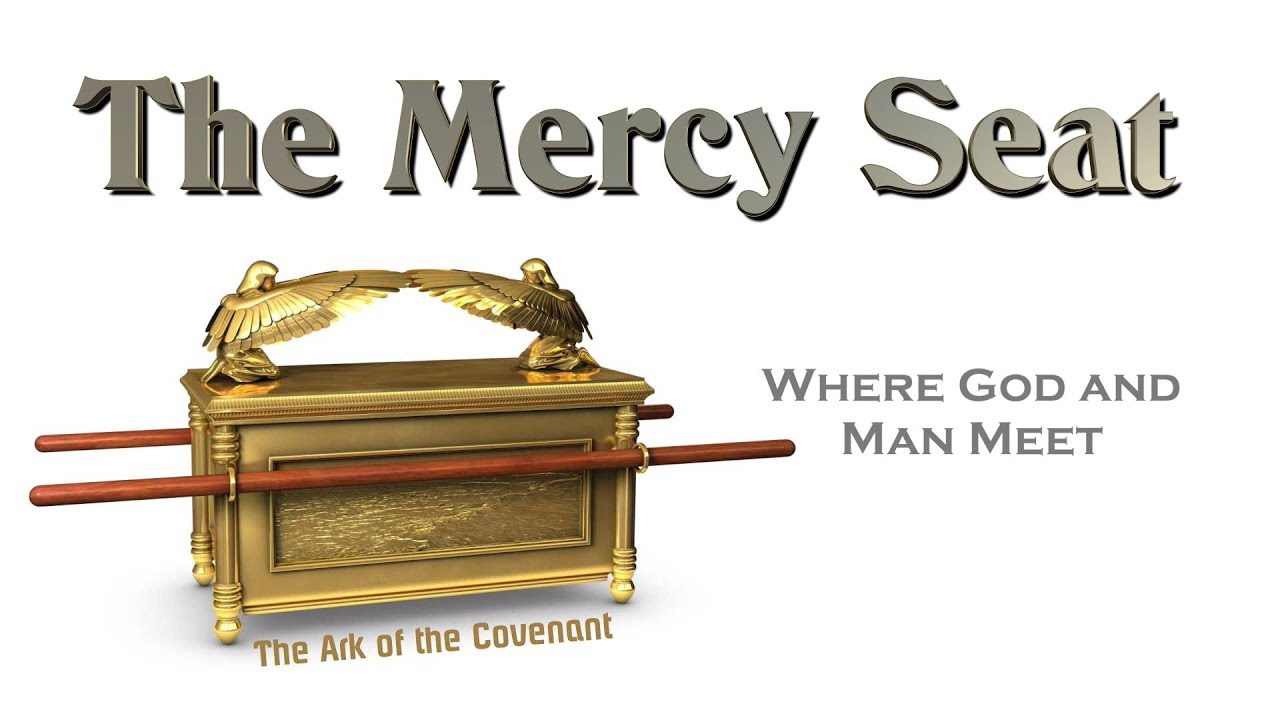 The Mercy Seat
Where God and
Man Meet
The Ark of the Covenant